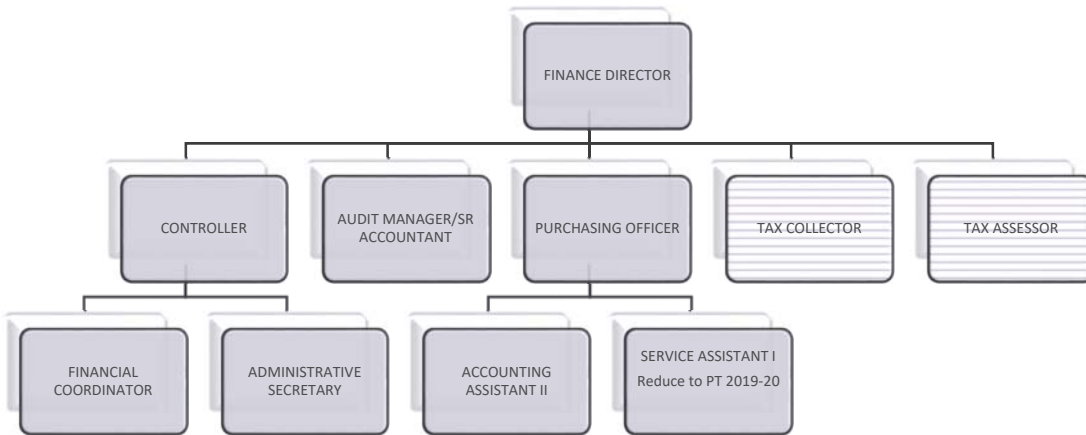 FINANCE DIRECTOR
CONTROLLER
AUDIT MANAGER/SR
ACCOUNTANT
PURCHASING OFFICER
TAX COLLECTOR
TAX ASSESSOR
FINANCIAL
COORDINATOR
ADMINISTRATIVE
SECRETARY
ACCOUNTING
ASSISTANT II
SERVICE ASSISTANT I
Reduce to PT 2019-20